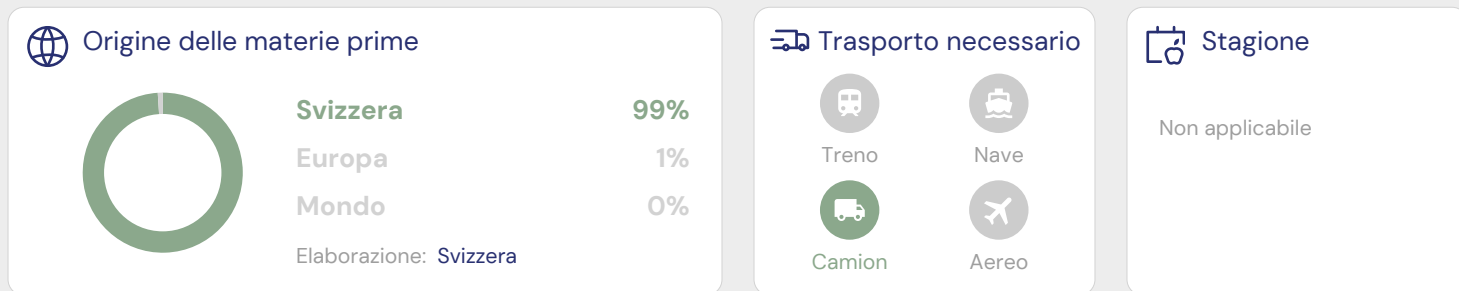 Origine delle materie prime
Svizzera 99%
Europa 1%
Mondo 0%
Elaborazione: Svizzera
Trasporto necessario
Treno
Nave
Camion
Aereo
Stagione
Non applicabile